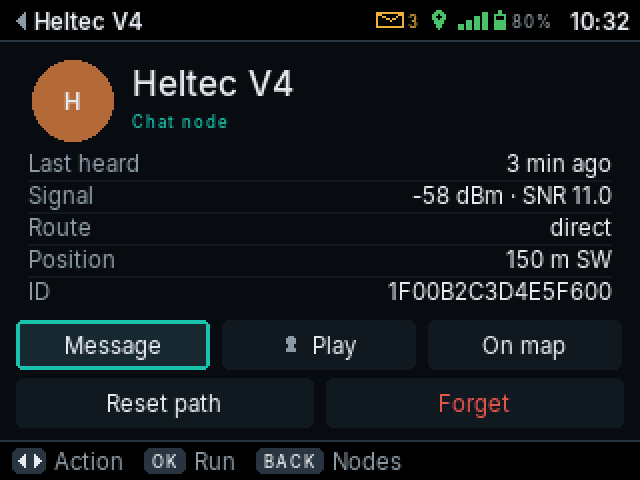 Heltec V4 3 80% 10:32
H
Heltec V4
Chat node
Last heard 3 min ago
Signal -58 dBm · SNR 11.0
Route direct
Position 150 m SW
ID 1F00B2C3D4E5F600
Message Play On map
Reset path Forget
Action OK Run BACK Nodes